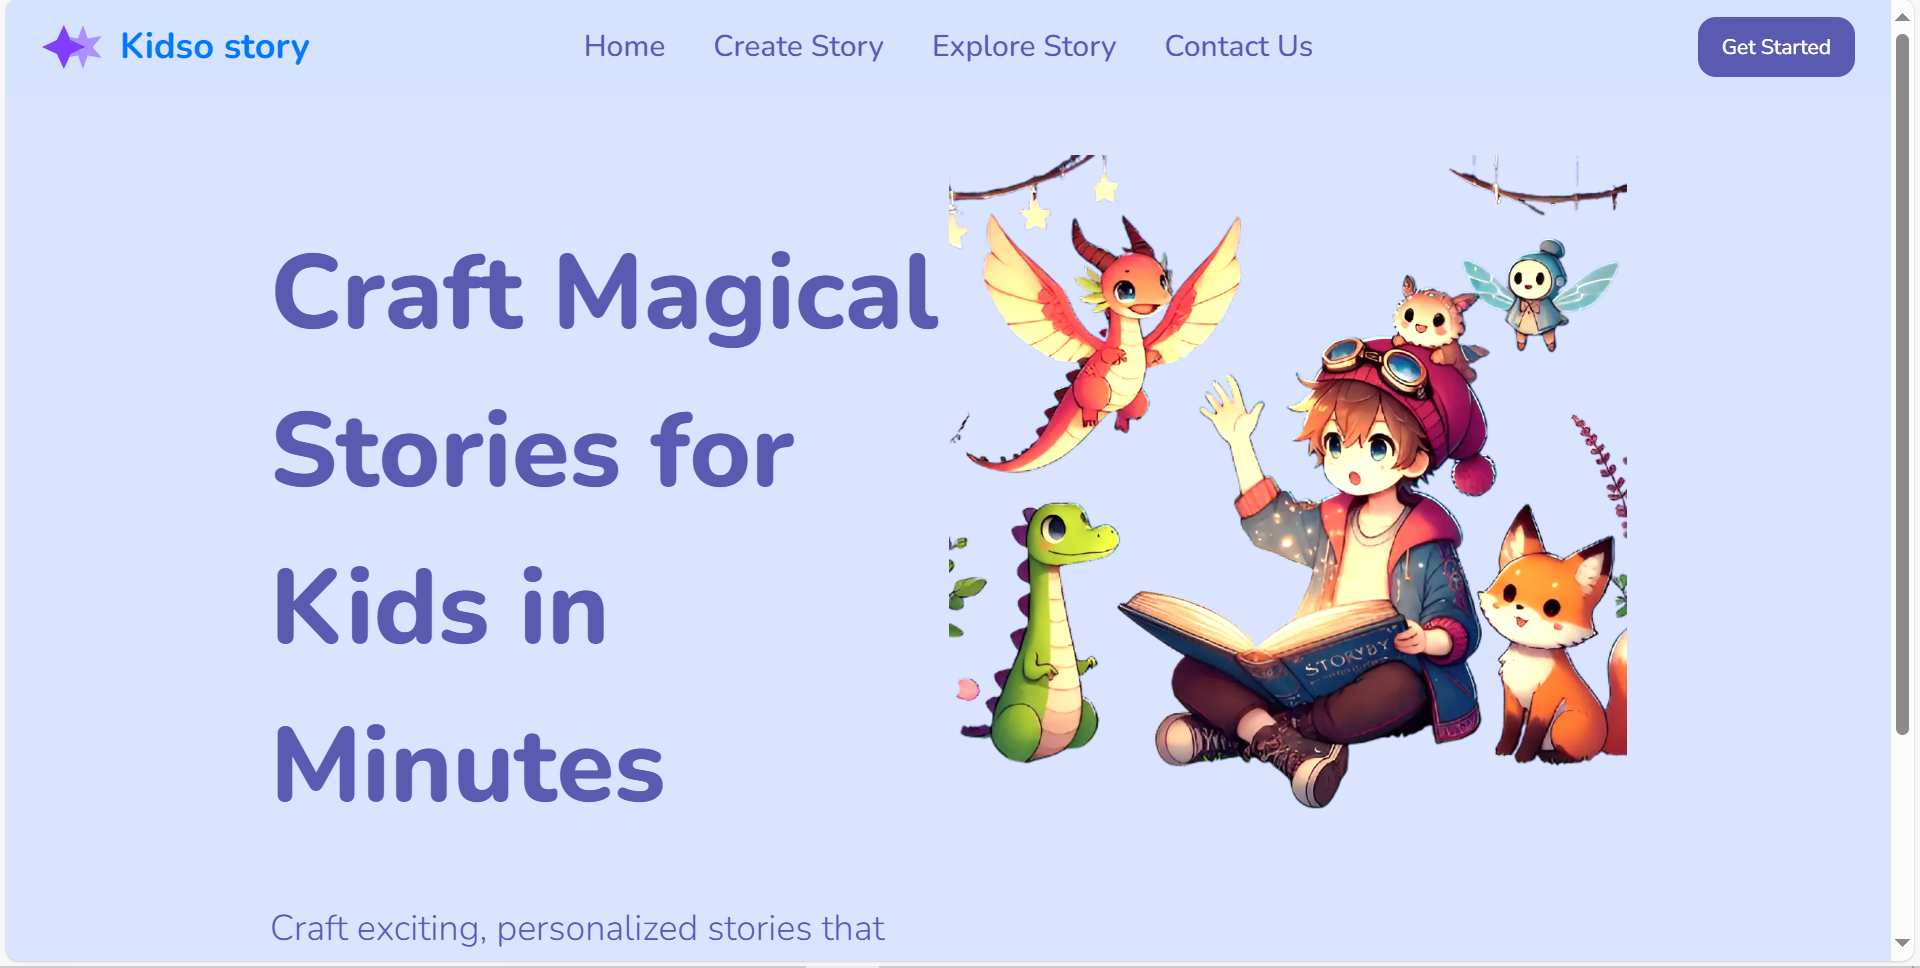 Kidso story
Home
Create Story
Explore Story
Contact Us
Get Started
Craft Magical
Stories for
Kids in
Minutes
STORYBY
Craft exciting, personalized stories that